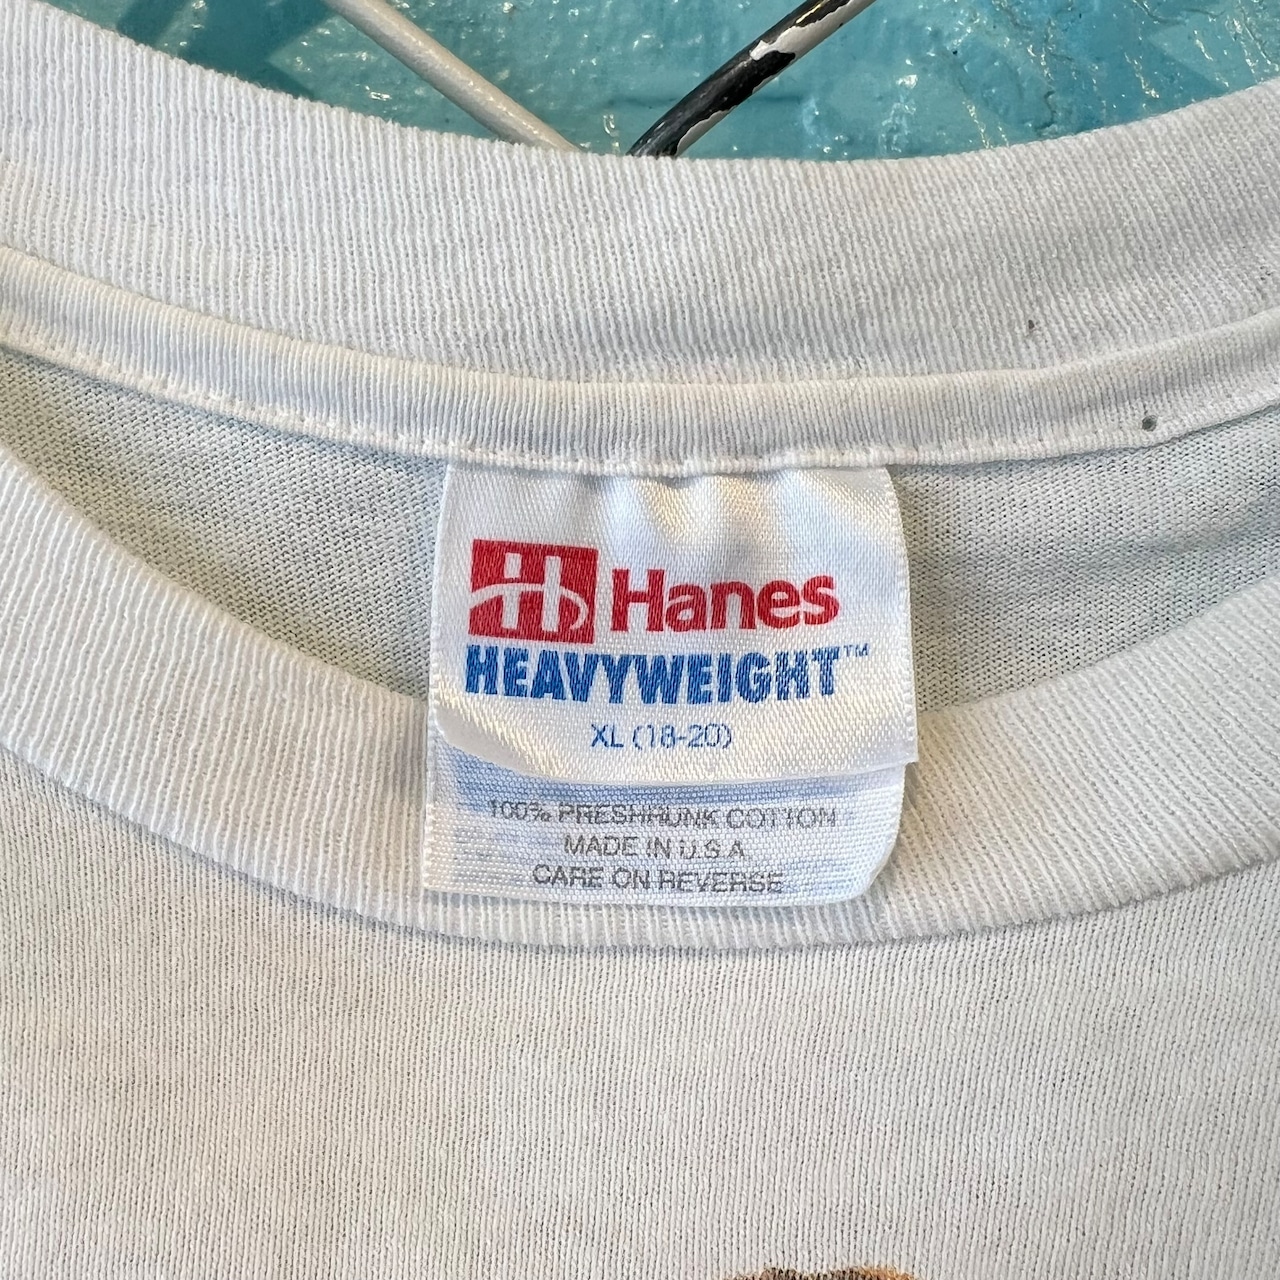 Hanes
HEAVYWEIGHT™
XL (18-20)
100% PRESHRUNK COTTON
MADE IN U.S.A.
CARE ON REVERSE